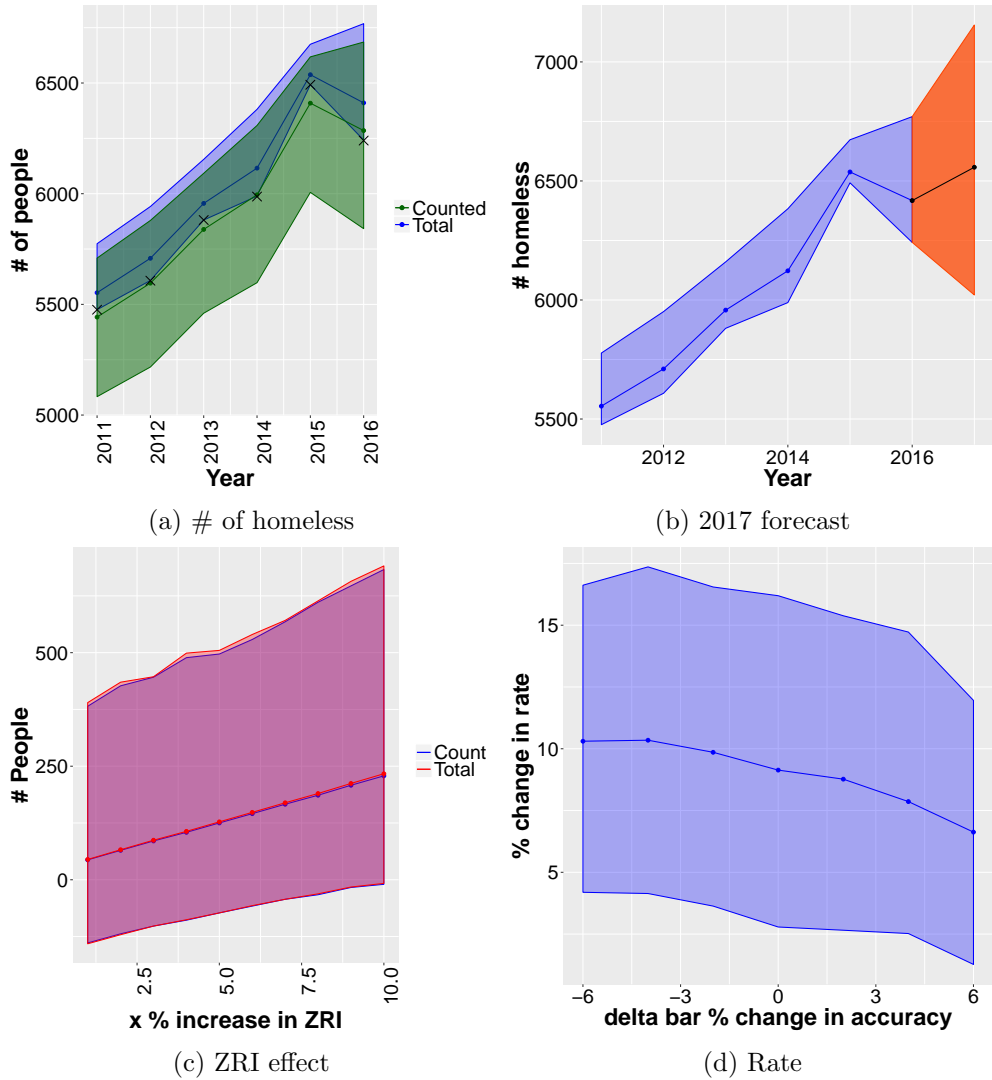 # of people
6500
6000
5500
5000
2011
2012
2013
2014
2015
2016
Year
Counted
Total
(a) # of homeless
# homeless
7000
6500
6000
5500
2012
2014
2016
Year
(b) 2017 forecast
# People
500
250
0
2.5
5.0
7.5
10.0
x % increase in ZRI
Count
Total
(c) ZRI effect
% change in rate
15
10
5
−6
−3
0
3
6
delta bar % change in accuracy
(d) Rate